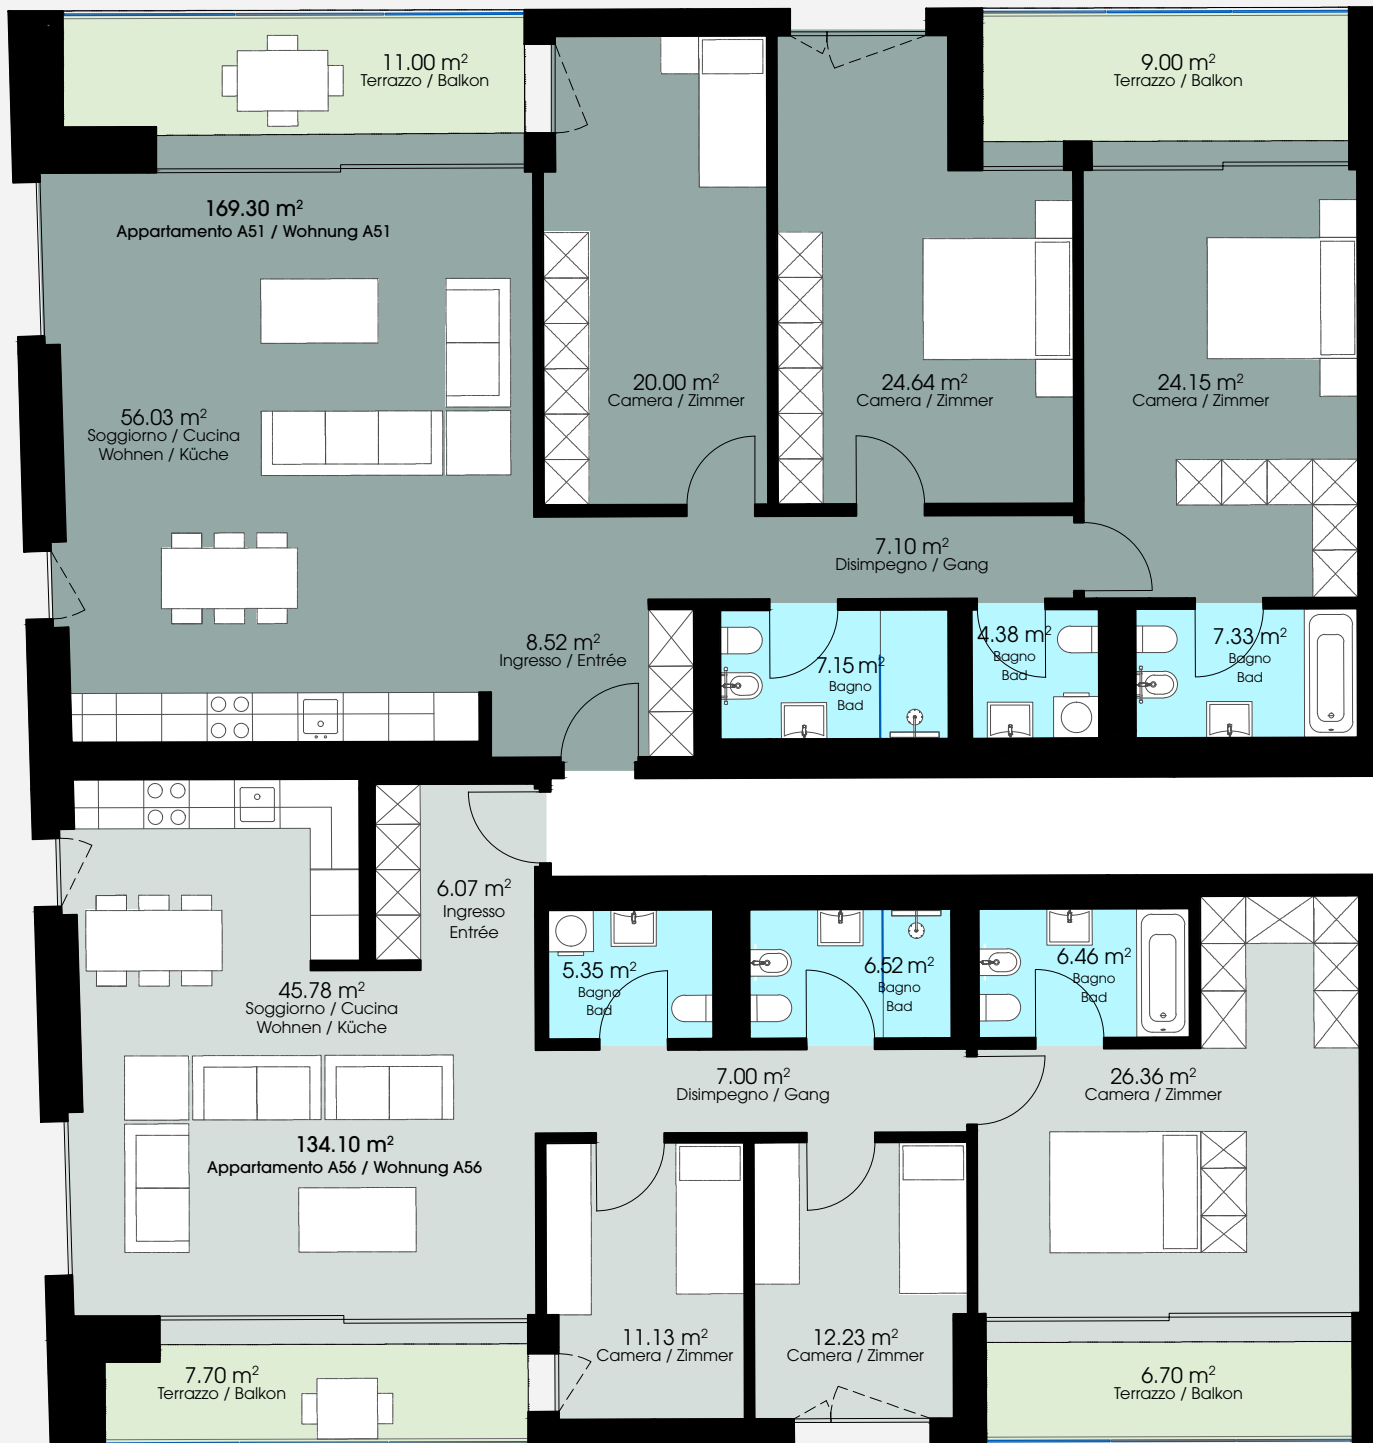 11.00 m²
Terrazzo / Balkon
9.00 m²
Terrazzo / Balkon
169.30 m²
Appartamento A51 / Wohnung A51
56.03 m²
Soggiorno / Cucina
Wohnen / Küche
20.00 m²
Camera / Zimmer
24.64 m²
Camera / Zimmer
24.15 m²
Camera / Zimmer
7.10 m²
Disimpegno / Gang
8.52 m²
Ingresso / Entrée
7.15 m²
Bagno
Bad
4.38 m²
Bagno
Bad
7.33 m²
Bagno
Bad
6.07 m²
Ingresso
Entrée
45.78 m²
Soggiorno / Cucina
Wohnen / Küche
5.35 m²
Bagno
Bad
6.52 m²
Bagno
Bad
6.46 m²
Bagno
Bad
7.00 m²
Disimpegno / Gang
26.36 m²
Camera / Zimmer
134.10 m²
Appartamento A56 / Wohnung A56
11.13 m²
Camera / Zimmer
12.23 m²
Camera / Zimmer
7.70 m²
Terrazzo / Balkon
6.70 m²
Terrazzo / Balkon